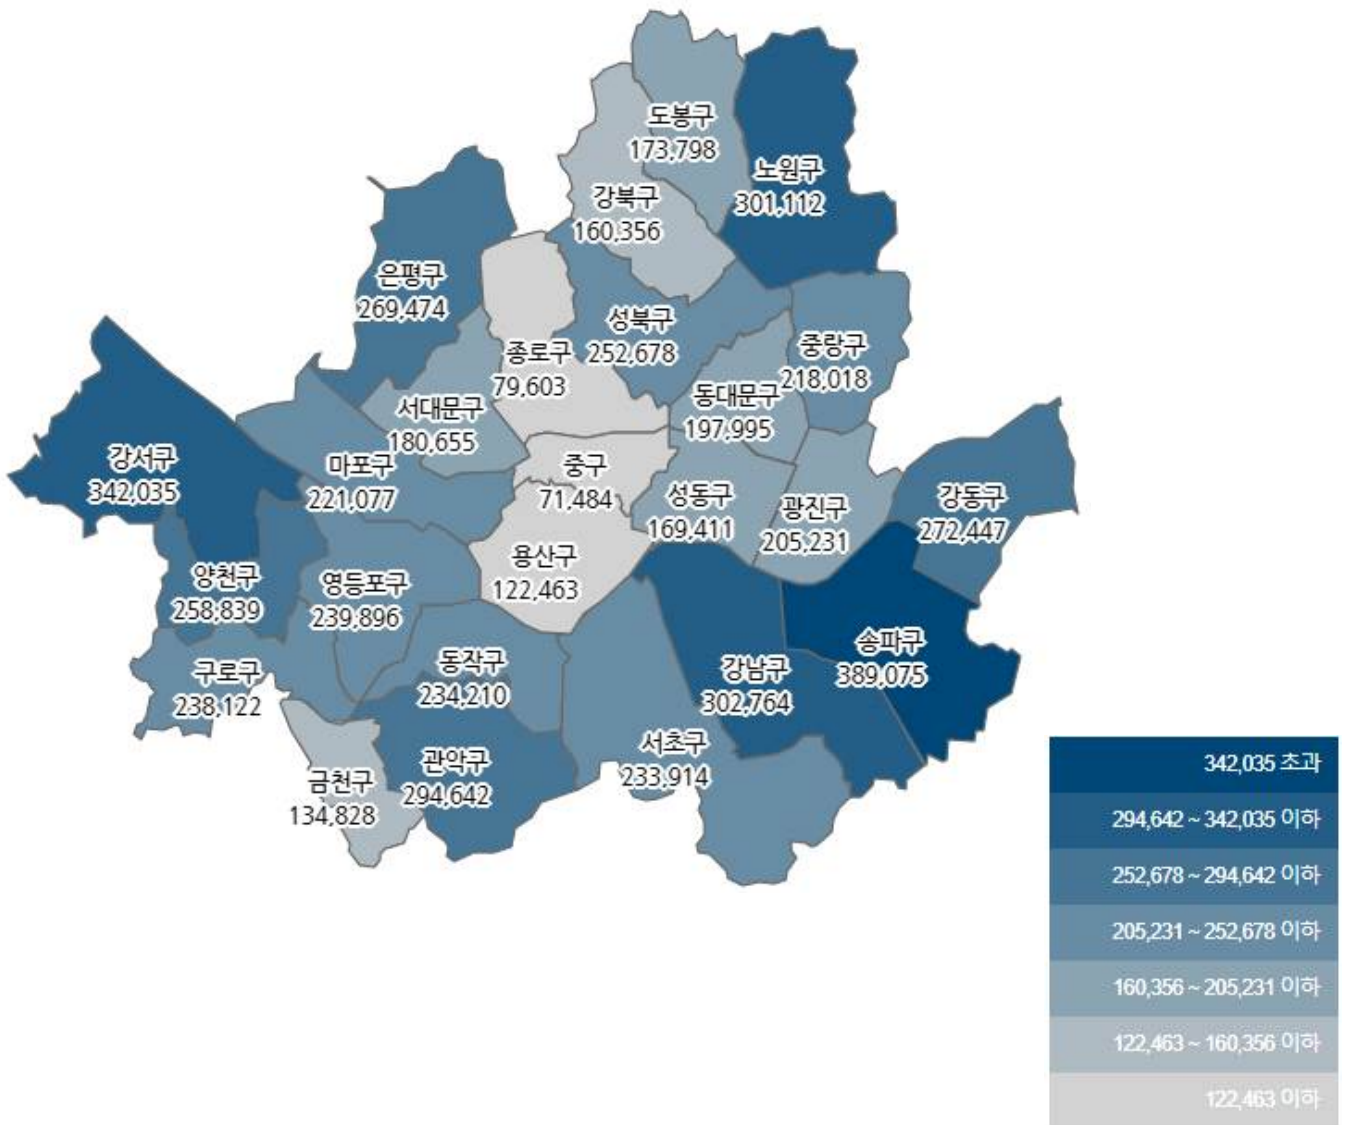 도봉구
173,798
노원구
301,112
강북구
160,356
은평구
269,474
성북구
252,678
종로구
79,603
중랑구
218,018
동대문구
197,995
서대문구
180,655
강서구
342,035
마포구
221,077
중구
71,484
성동구
169,411
광진구
205,231
강동구
272,447
용산구
122,463
양천구
258,839
영등포구
239,896
구로구
238,122
동작구
234,210
강남구
302,764
송파구
389,075
서초구
233,914
관악구
294,642
금천구
134,828
342,035 초과
294,642 ~ 342,035 이하
252,678 ~ 294,642 이하
205,231 ~ 252,678 이하
160,356 ~ 205,231 이하
122,463 ~ 160,356 이하
122,463 이하